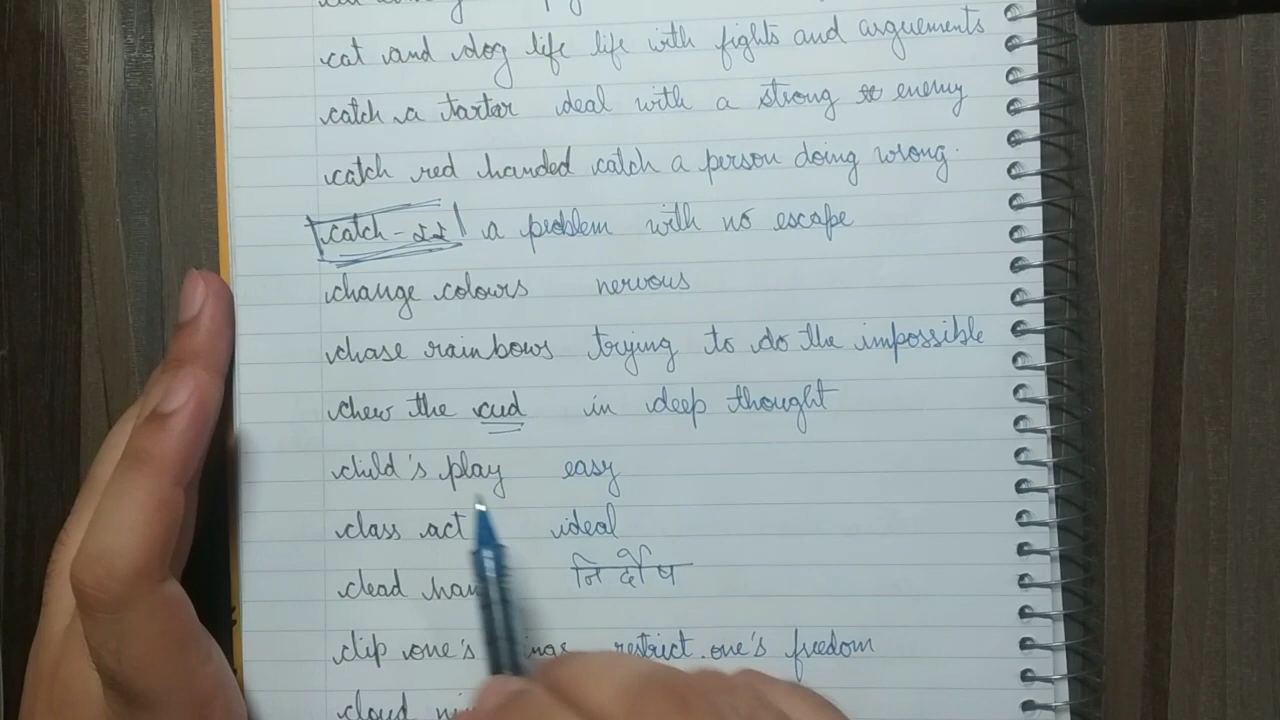 cat and dog life life with fights and arguements
catch a tartar deal with a strong enemy
catch red handed catch a person doing wrong.
catch-22 a problem with no escape
change colours nervous
chase rainbows trying to do the impossible
chew the cud in deep thought
child's play easy
class act ideal
निर्दोष
clip one's restrict one's freedom
cloud